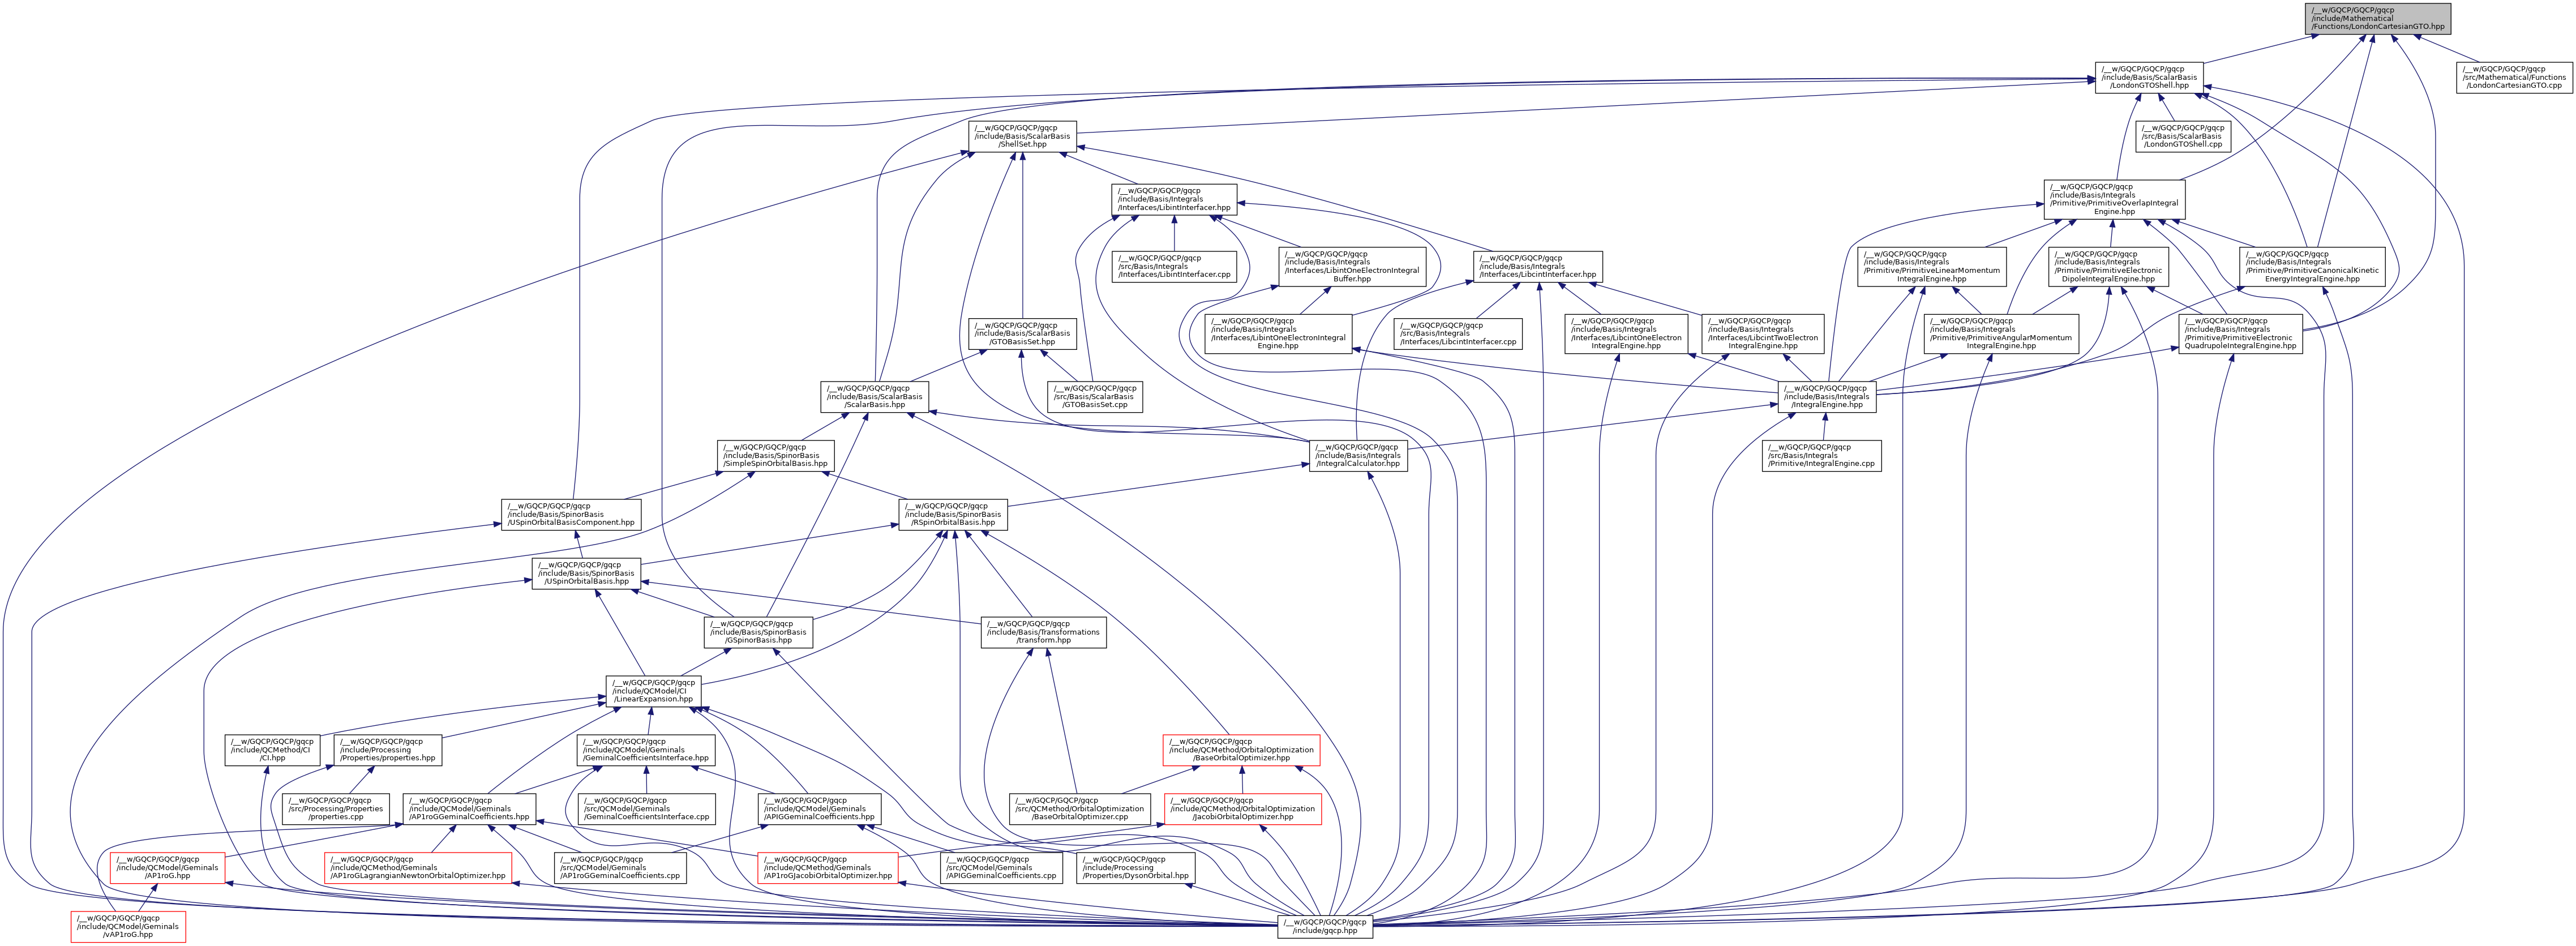 /__w/GQCP/GQCP/gqcp
/include/Mathematical
/Functions/LondonCartesianGTO.hpp
/__w/GQCP/GQCP/gqcp
/include/Basis/ScalarBasis
/LondonGTOShell.hpp
/__w/GQCP/GQCP/gqcp
/src/Mathematical/Functions
/LondonCartesianGTO.cpp
/__w/GQCP/GQCP/gqcp
/include/Basis/ScalarBasis
/ShellSet.hpp
/__w/GQCP/GQCP/gqcp
/src/Basis/ScalarBasis
/LondonGTOShell.cpp
/__w/GQCP/GQCP/gqcp
/include/Basis/Integrals
/Interfaces/LibintInterfacer.hpp
/__w/GQCP/GQCP/gqcp
/include/Basis/Integrals
/Primitive/PrimitiveOverlapIntegral
Engine.hpp
/__w/GQCP/GQCP/gqcp
/src/Basis/Integrals
/Interfaces/LibintInterfacer.cpp
/__w/GQCP/GQCP/gqcp
/include/Basis/Integrals
/Interfaces/LibintOneElectronIntegral
Buffer.hpp
/__w/GQCP/GQCP/gqcp
/include/Basis/Integrals
/Interfaces/LibcintInterfacer.hpp
/__w/GQCP/GQCP/gqcp
/include/Basis/Integrals
/Primitive/PrimitiveLinearMomentum
IntegralEngine.hpp
/__w/GQCP/GQCP/gqcp
/include/Basis/Integrals
/Primitive/PrimitiveElectronic
DipoleIntegralEngine.hpp
/__w/GQCP/GQCP/gqcp
/include/Basis/Integrals
/Primitive/PrimitiveCanonicalKinetic
EnergyIntegralEngine.hpp
/__w/GQCP/GQCP/gqcp
/include/Basis/ScalarBasis
/GTOBasisSet.hpp
/__w/GQCP/GQCP/gqcp
/include/Basis/Integrals
/Interfaces/LibintOneElectronIntegral
Engine.hpp
/__w/GQCP/GQCP/gqcp
/src/Basis/Integrals
/Interfaces/LibcintInterfacer.cpp
/__w/GQCP/GQCP/gqcp
/include/Basis/Integrals
/Interfaces/LibcintOneElectron
IntegralEngine.hpp
/__w/GQCP/GQCP/gqcp
/include/Basis/Integrals
/Interfaces/LibcintTwoElectron
IntegralEngine.hpp
/__w/GQCP/GQCP/gqcp
/include/Basis/Integrals
/Primitive/PrimitiveAngularMomentum
IntegralEngine.hpp
/__w/GQCP/GQCP/gqcp
/include/Basis/Integrals
/Primitive/PrimitiveElectronic
QuadrupoleIntegralEngine.hpp
/__w/GQCP/GQCP/gqcp
/include/Basis/ScalarBasis
/ScalarBasis.hpp
/__w/GQCP/GQCP/gqcp
/src/Basis/ScalarBasis
/GTOBasisSet.cpp
/__w/GQCP/GQCP/gqcp
/include/Basis/Integrals
/IntegralEngine.hpp
/__w/GQCP/GQCP/gqcp
/include/Basis/SpinorBasis
/SimpleSpinOrbitalBasis.hpp
/__w/GQCP/GQCP/gqcp
/include/Basis/Integrals
/IntegralCalculator.hpp
/__w/GQCP/GQCP/gqcp
/src/Basis/Integrals
/Primitive/IntegralEngine.cpp
/__w/GQCP/GQCP/gqcp
/include/Basis/SpinorBasis
/USpinOrbitalBasisComponent.hpp
/__w/GQCP/GQCP/gqcp
/include/Basis/SpinorBasis
/RSpinOrbitalBasis.hpp
/__w/GQCP/GQCP/gqcp
/include/Basis/SpinorBasis
/USpinOrbitalBasis.hpp
/__w/GQCP/GQCP/gqcp
/include/Basis/SpinorBasis
/GSpinorBasis.hpp
/__w/GQCP/GQCP/gqcp
/include/Basis/Transformations
/transform.hpp
/__w/GQCP/GQCP/gqcp
/include/QCModel/CI
/LinearExpansion.hpp
/__w/GQCP/GQCP/gqcp
/include/QCMethod/CI
/CI.hpp
/__w/GQCP/GQCP/gqcp
/include/Processing
/Properties/properties.hpp
/__w/GQCP/GQCP/gqcp
/include/QCModel/Geminals
/GeminalCoefficientsInterface.hpp
/__w/GQCP/GQCP/gqcp
/include/QCMethod/OrbitalOptimization
/BaseOrbitalOptimizer.hpp
/__w/GQCP/GQCP/gqcp
/src/Processing/Properties
/properties.cpp
/__w/GQCP/GQCP/gqcp
/include/QCModel/Geminals
/AP1roGGeminalCoefficients.hpp
/__w/GQCP/GQCP/gqcp
/src/QCModel/Geminals
/GeminalCoefficientsInterface.cpp
/__w/GQCP/GQCP/gqcp
/include/QCModel/Geminals
/APIGGeminalCoefficients.hpp
/__w/GQCP/GQCP/gqcp
/src/QCMethod/OrbitalOptimization
/BaseOrbitalOptimizer.cpp
/__w/GQCP/GQCP/gqcp
/include/QCMethod/OrbitalOptimization
/JacobiOrbitalOptimizer.hpp
/__w/GQCP/GQCP/gqcp
/include/QCModel/Geminals
/AP1roG.hpp
/__w/GQCP/GQCP/gqcp
/include/QCMethod/Geminals
/AP1roGLagrangianNewtonOrbitalOptimizer.hpp
/__w/GQCP/GQCP/gqcp
/src/QCModel/Geminals
/AP1roGGeminalCoefficients.cpp
/__w/GQCP/GQCP/gqcp
/include/QCMethod/Geminals
/AP1roGJacobiOrbitalOptimizer.hpp
/__w/GQCP/GQCP/gqcp
/src/QCModel/Geminals
/APIGGeminalCoefficients.cpp
/__w/GQCP/GQCP/gqcp
/include/Processing
/Properties/DysonOrbital.hpp
/__w/GQCP/GQCP/gqcp
/include/QCModel/Geminals
/vAP1roG.hpp
/__w/GQCP/GQCP/gqcp
/include/gqcp.hpp